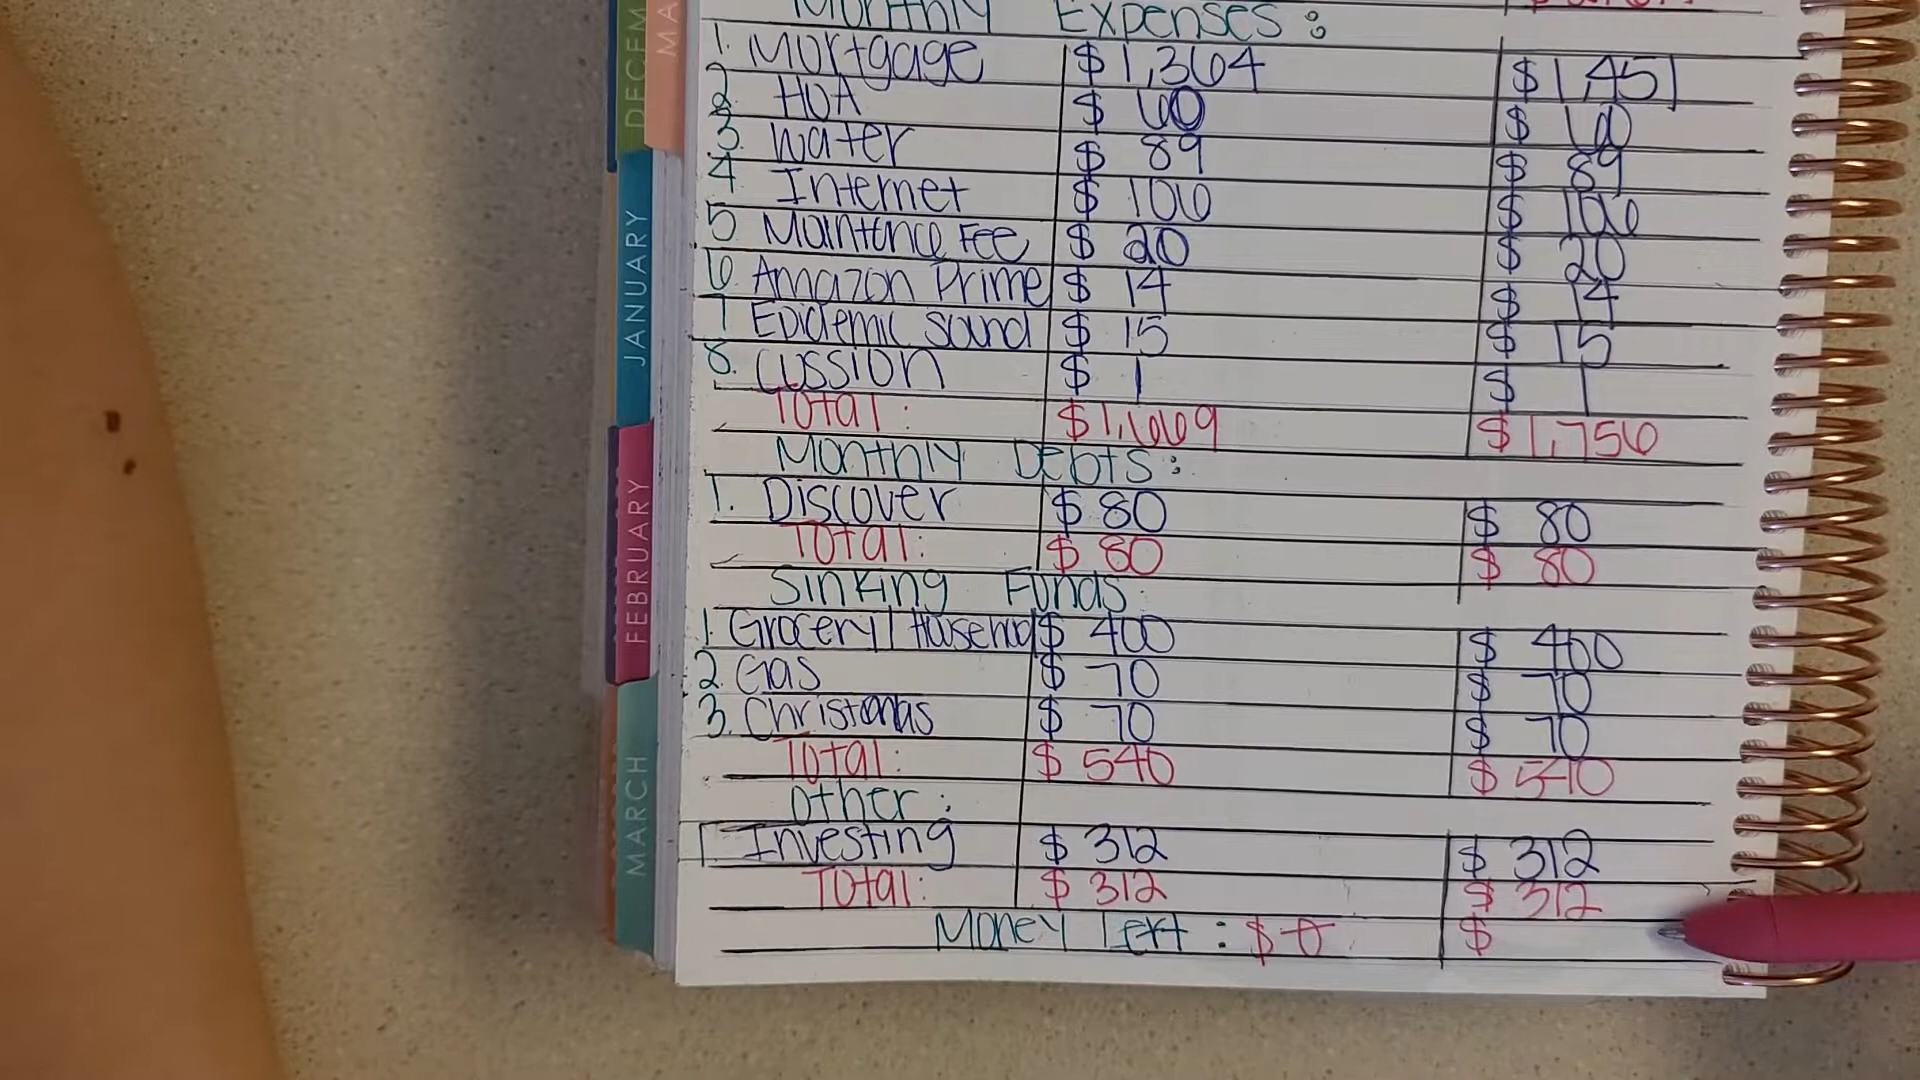 Monthly Expenses:
1. Mortgage $1,364 $1,451
2. HOA $ 60 $ 60
3. Water $ 89 $ 89
4. Internet $ 106 $ 106
5 Maintence Fee $ 20 $ 20
6 Amazon Prime $ 14 $ 14
7 Epidemic Sound $ 15 $ 15
8. Cussion $ 1 $ 1
Total: $1,669 $1,756
Monthly Debts:
1. Discover $ 80 $ 80
Total: $ 80 $ 80
Sinking Funds:
1. Grocery/ $ 400 $ 400
2. Gas $ 70 $ 70
3. Christmas $ 70 $ 70
Total: $ 540 $ 540
Other:
1 Investing $ 312 $ 312
Total: $ 312 $ 312
Money left: $ 0 $
DECEM
MA
JANUARY
FEBRUARY
MARCH